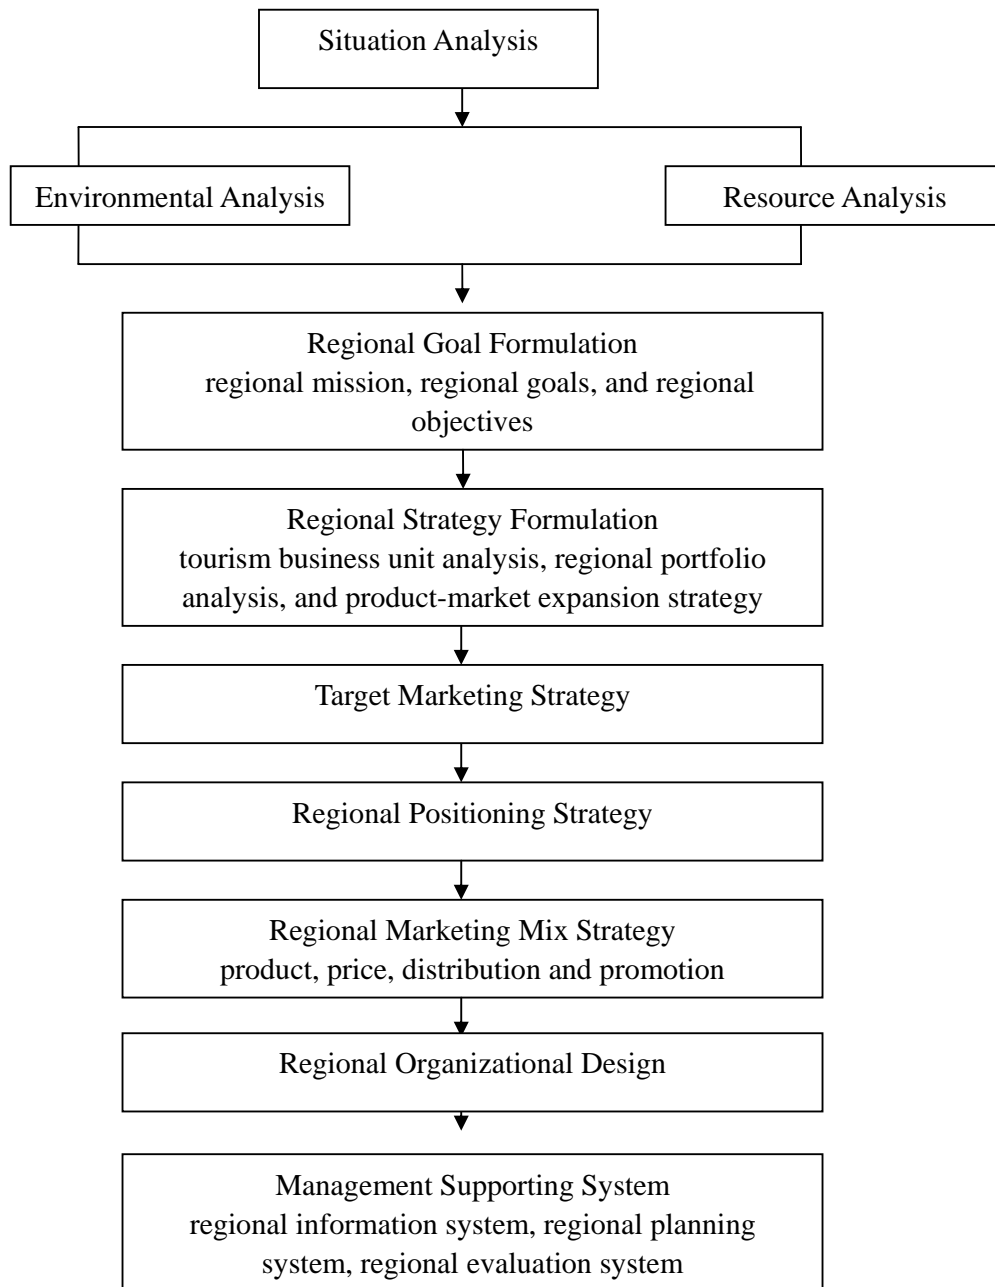 Situation Analysis
Environmental Analysis
Resource Analysis
Regional Goal Formulation
regional mission, regional goals, and regional
objectives
Regional Strategy Formulation
tourism business unit analysis, regional portfolio
analysis, and product-market expansion strategy
Target Marketing Strategy
Regional Positioning Strategy
Regional Marketing Mix Strategy
product, price, distribution and promotion
Regional Organizational Design
Management Supporting System
regional information system, regional planning
system, regional evaluation system